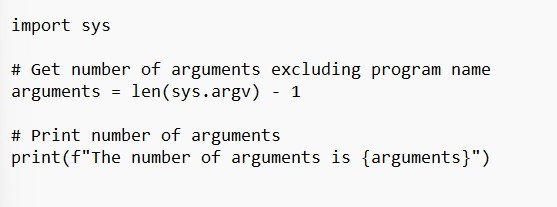 import sys
# Get number of arguments excluding program name
arguments = len(sys.argv) - 1
# Print number of arguments
print(f"The number of arguments is {arguments}")